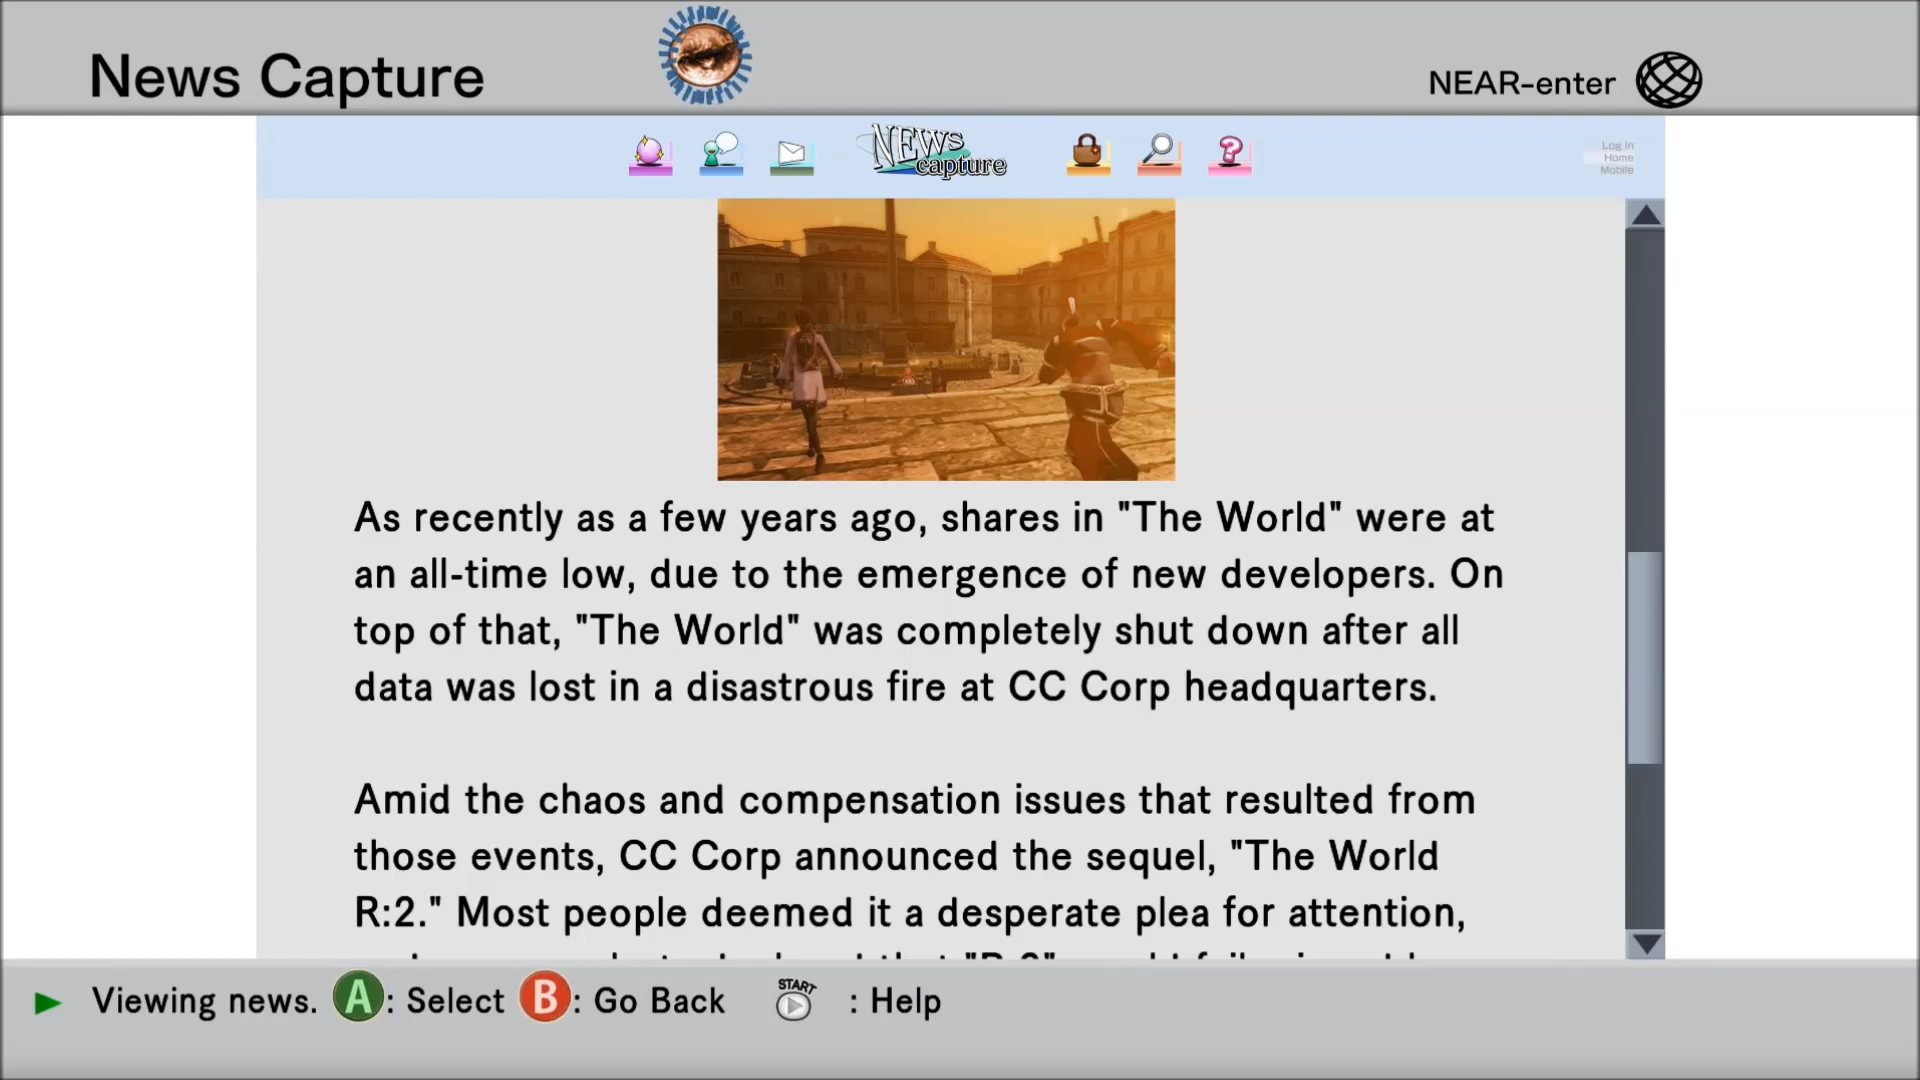 News Capture
NEAR-enter
NEWS
capture
Log In
Home
Mobile
As recently as a few years ago, shares in "The World" were at
an all-time low, due to the emergence of new developers. On
top of that, "The World" was completely shut down after all
data was lost in a disastrous fire at CC Corp headquarters.
Amid the chaos and compensation issues that resulted from
those events, CC Corp announced the sequel, "The World
R:2." Most people deemed it a desperate plea for attention,
Viewing news. A: Select B: Go Back START : Help